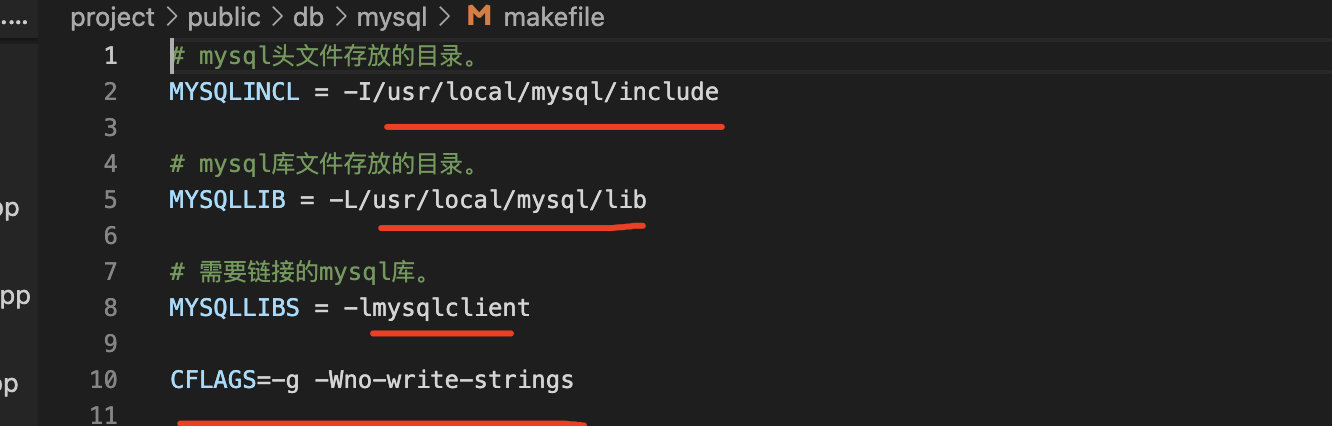 .... project > public > db > mysql > M makefile
1 # mysql头文件存放的目录。
2 MYSQLINCL = -I/usr/local/mysql/include
3
4 # mysql库文件存放的目录。
5 MYSQLLIB = -L/usr/local/mysql/lib
pp
6
7 # 需要链接的mysql库。
pp
8 MYSQLLIBS = -lmysqlclient
9
pp
10 CFLAGS=-g -Wno-write-strings
11